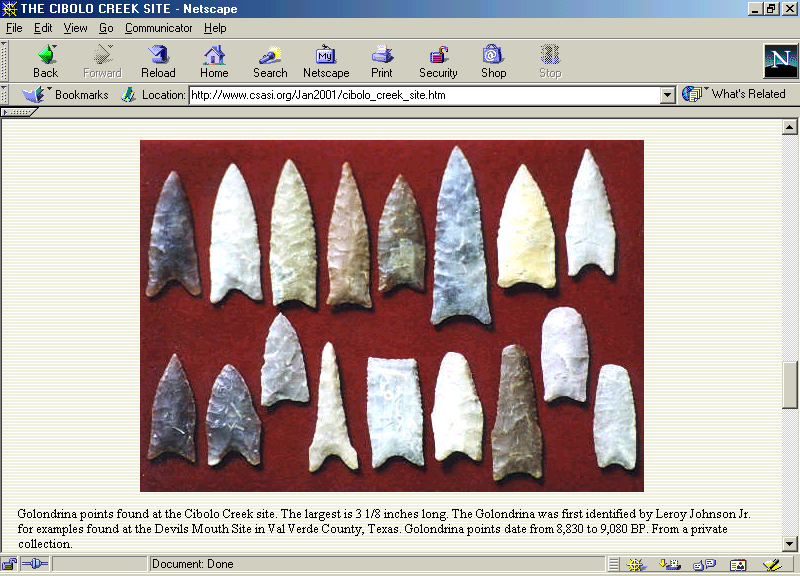 THE CIBOLO CREEK SITE - Netscape
File Edit View Go Communicator Help
My
Back Forward Reload Home Search Netscape Print Security Shop Stop
N
Bookmarks Location: http://www.csasi.org/Jan2001/cibolo_creek_site.htm What's Related
Golondrina points found at the Cibolo Creek site. The largest is 3 1/8 inches long. The Golondrina was first identified by Leroy Johnson Jr.
for examples found at the Devils Mouth Site in Val Verde County, Texas. Golondrina points date from 8,830 to 9,080 BP. From a private
collection.
Document: Done